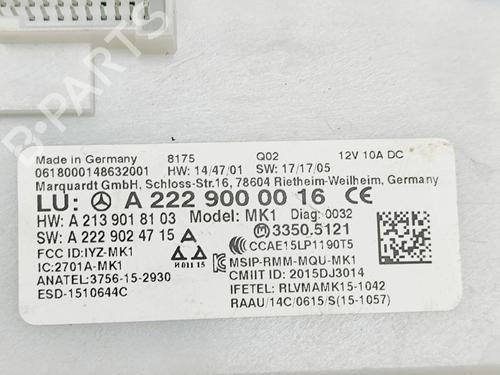 B-PARTS
Made in Germany 8175 Q02 12V 10A DC
0618000148632001 HW: 14/47/01 SW: 17/17/05
Marquardt GmbH, Schloss-Str.16, 78604 Rietheim-Weilheim, Germany
LU: A 222 900 00 16 CE
HW: A 213 901 81 03 Model: MK1 Diag: 0032
SW: A 222 902 47 15 3350.5121
FCC ID:IYZ-MK1 CCAE15LP1190T5
IC:2701A-MK1 MSIP-RMM-MQU-MK1
ANATEL:3756-15-2930 И011 15 CMIIT ID: 2015DJ3014
ESD-1510644C IFETEL: RLVMAMK15-1042
RAAU/14C/0615/S(15-1057)